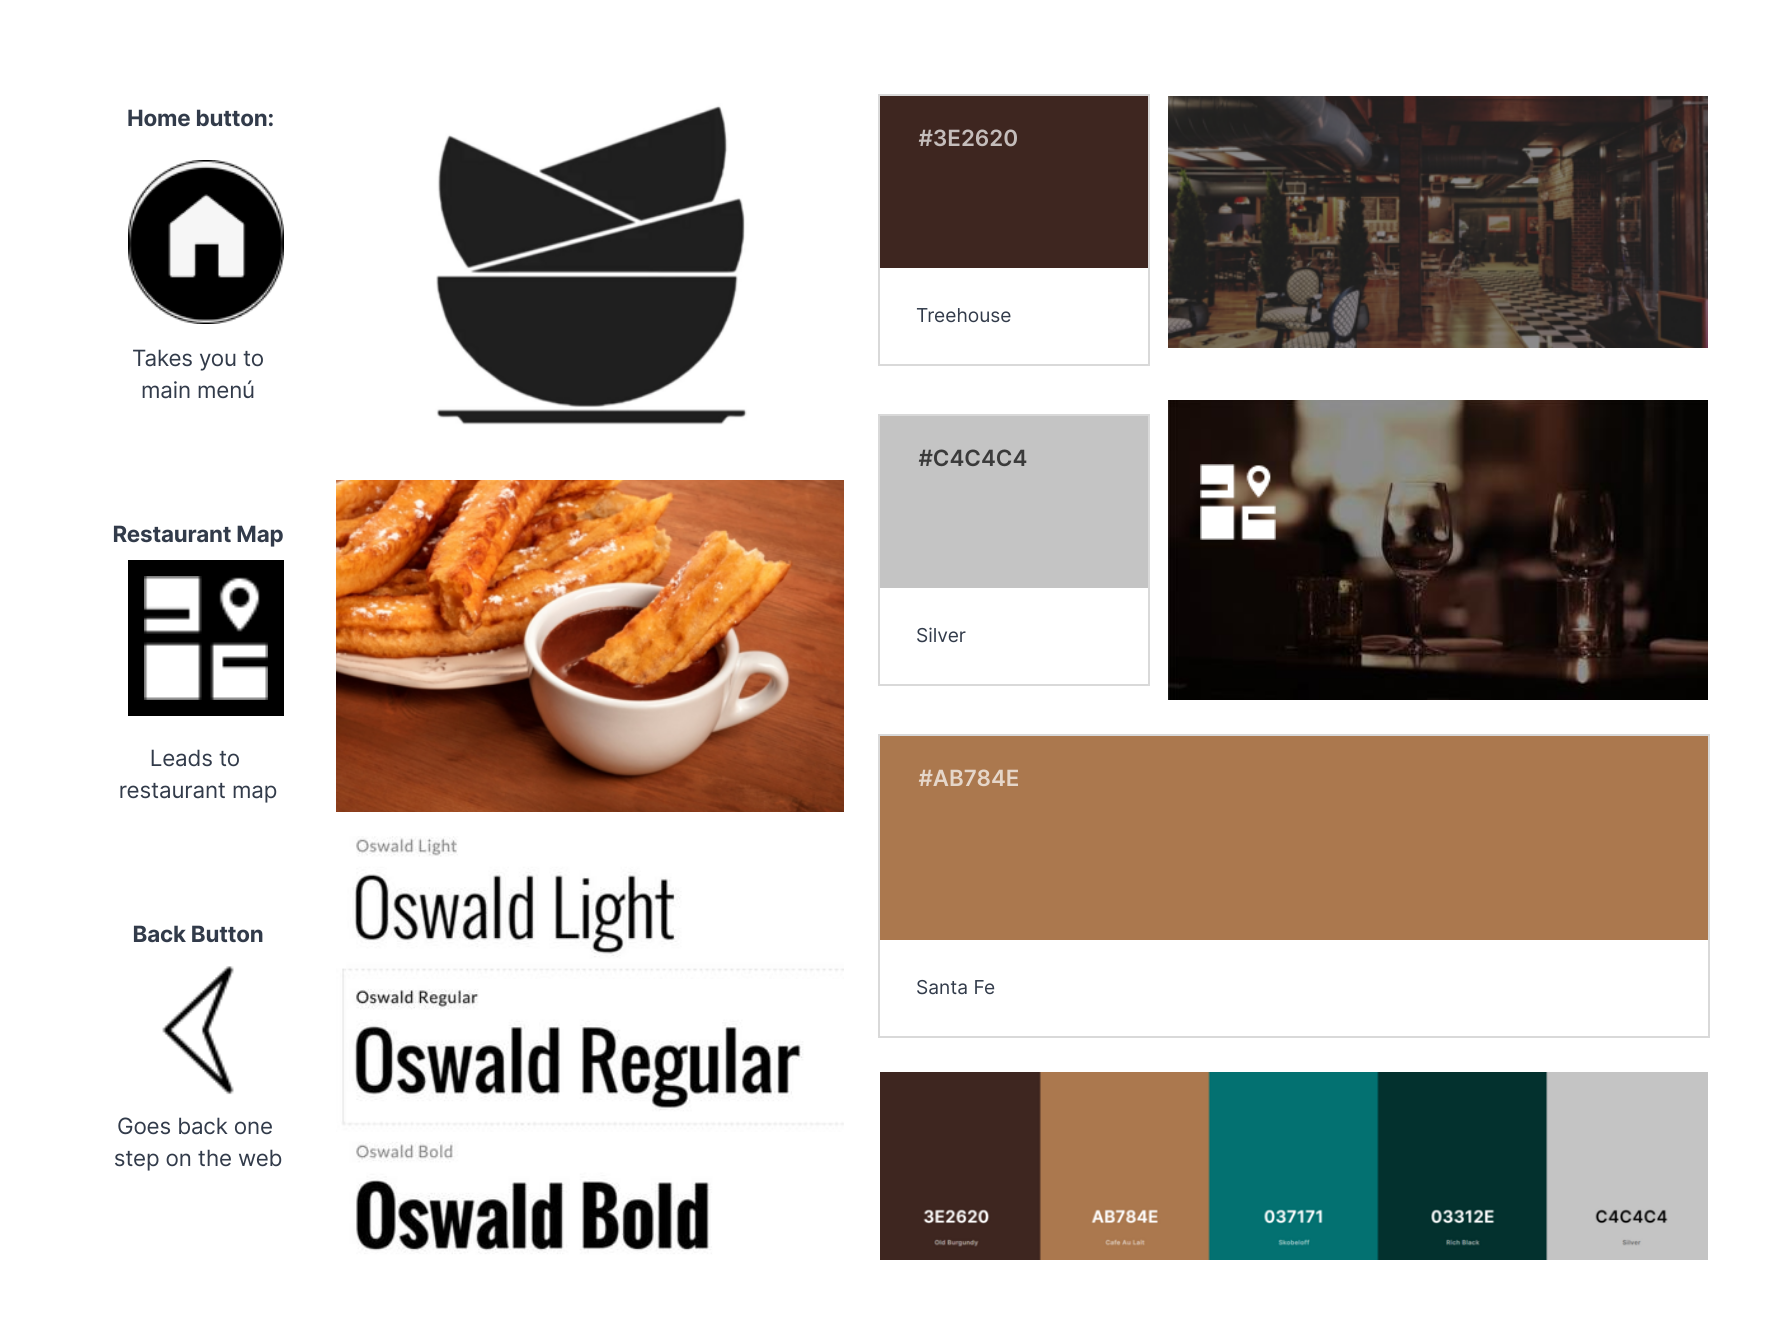 Home button:
Takes you to
main menú
Restaurant Map
Leads to
restaurant map
Back Button
Goes back one
step on the web
Oswald Light
Oswald Light
Oswald Regular
Oswald Regular
Oswald Bold
Oswald Bold
#3E2620
Treehouse
#C4C4C4
Silver
#AB784E
Santa Fe
3E2620
Old Burgundy
AB784E
Cafe Au Lait
037171
Skobeloff
03312E
Rich Black
C4C4C4
Silver